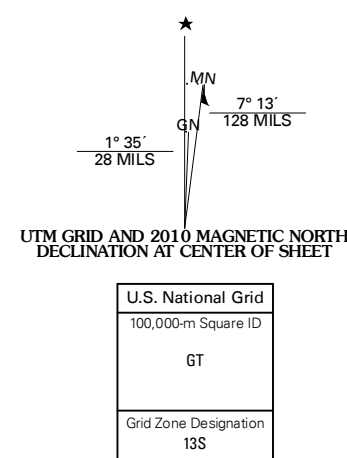 ★
MN
GN
7° 13´
128 MILS
1° 35´
28 MILS
UTM GRID AND 2010 MAGNETIC NORTH
DECLINATION AT CENTER OF SHEET
U.S. National Grid
100,000-m Square ID
GT
Grid Zone Designation
13S